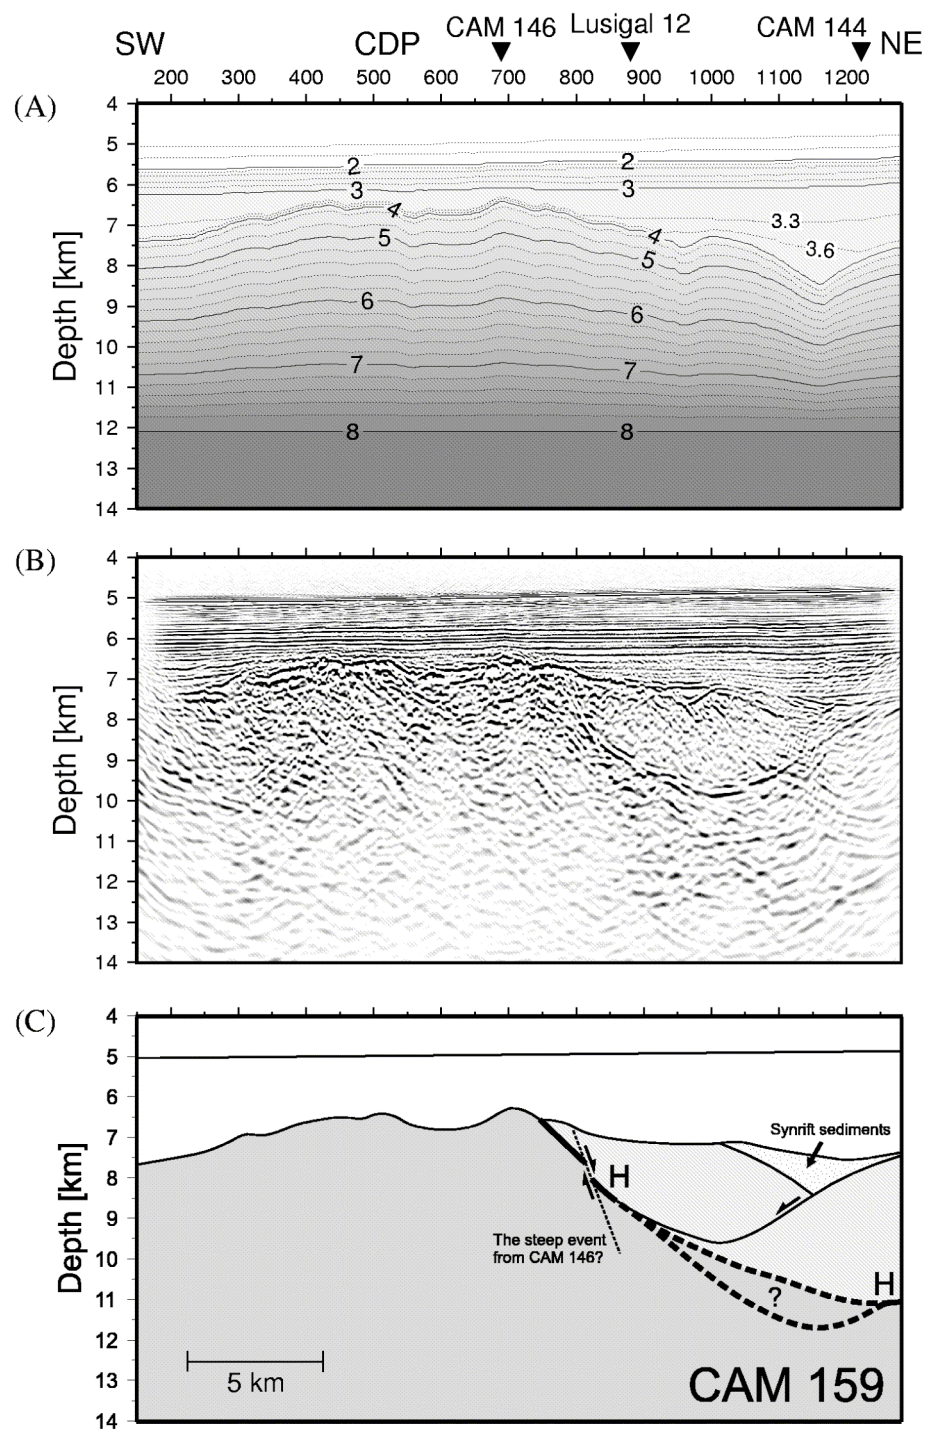 SW CDP CAM 146 Lusigal 12 CAM 144 NE
200 300 400 500 600 700 800 900 1000 1100 1200
(A)
Depth [km]
4
5
6
7
8
9
10
11
12
13
14
2 2
3 3
4 4
3.3
3.6
5 5
6 6
7 7
8 8
(B)
Depth [km]
4
5
6
7
8
9
10
11
12
13
14
(C)
Depth [km]
4
5
6
7
8
9
10
11
12
13
14
Synrift sediments
H
The steep event
from CAM 146?
H
?
5 km
CAM 159